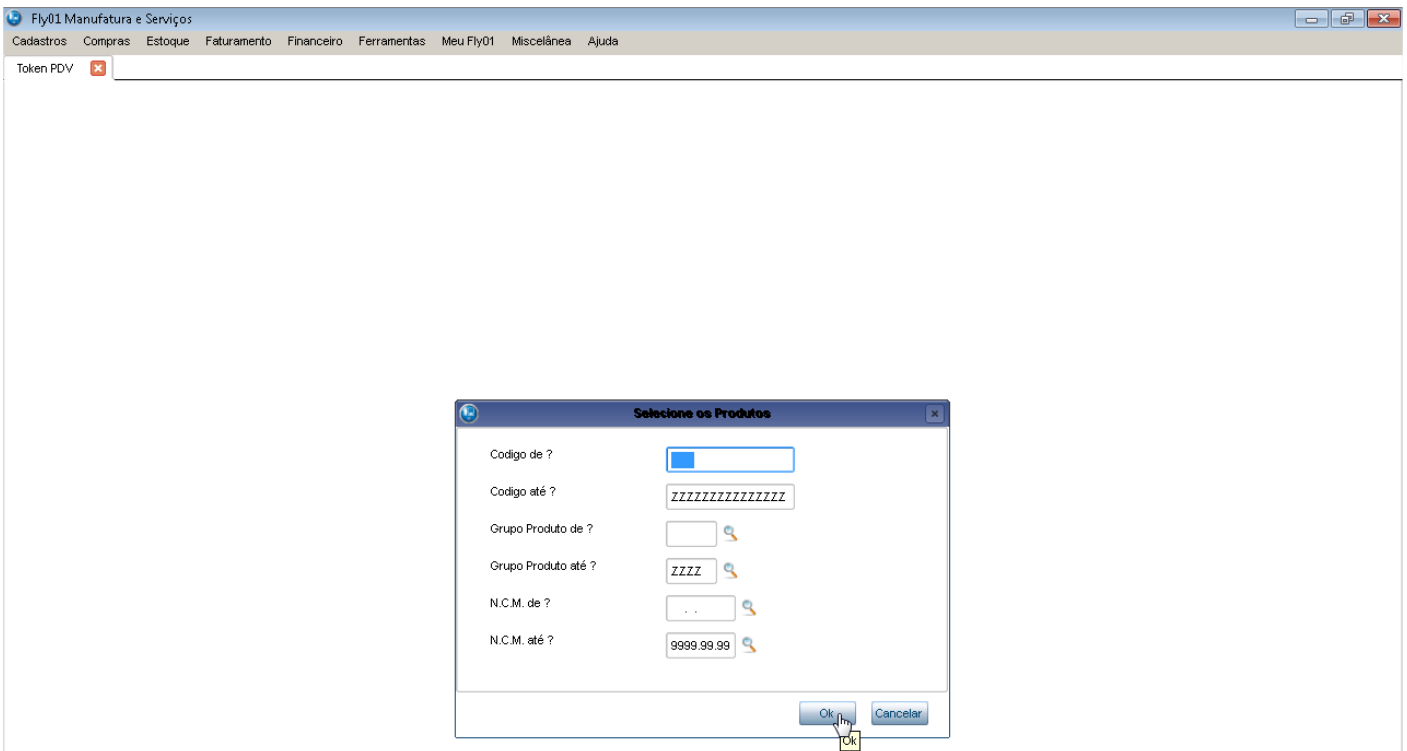 Fly01 Manufatura e Serviços
Cadastros Compras Estoque Faturamento Financeiro Ferramentas Meu Fly01 Miscelânea Ajuda
Token PDV
Selecione os Produtos
Codigo de ?
Codigo até ? ZZZZZZZZZZZZZZZ
Grupo Produto de ?
Grupo Produto até ? ZZZZ
N.C.M. de ? . .
N.C.M. até ? 9999.99.99
Ok Cancelar
Ok